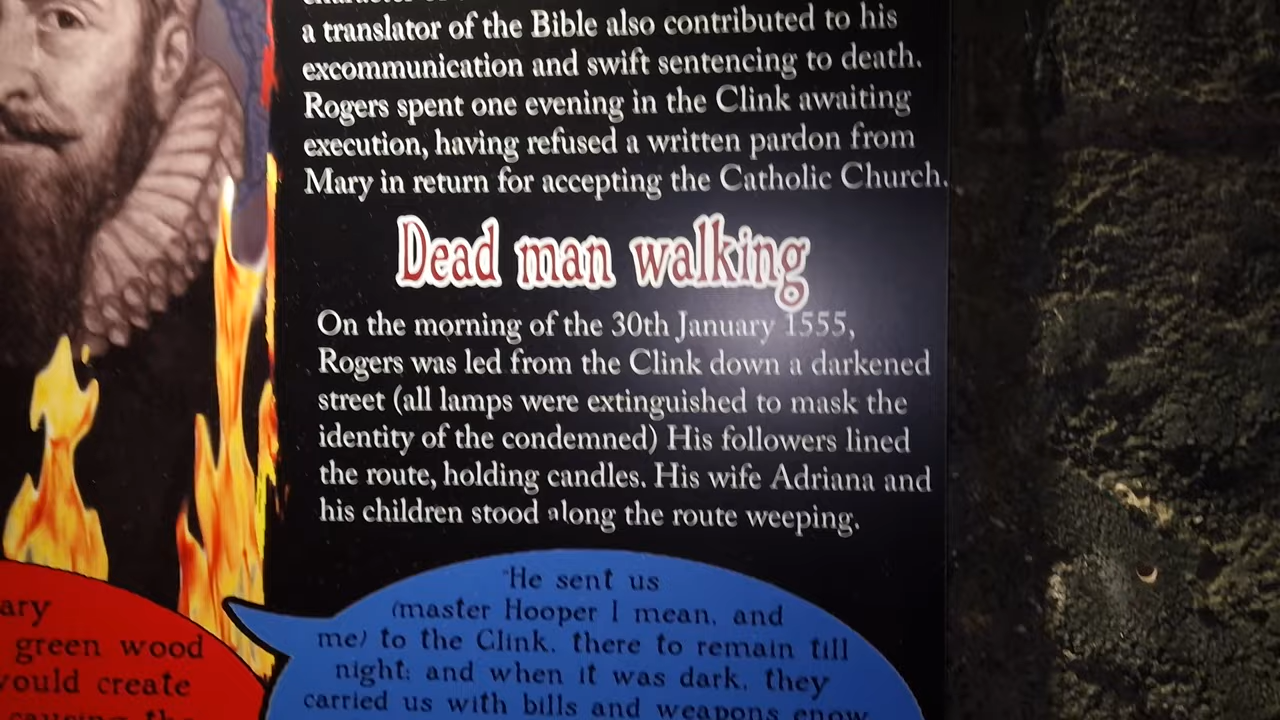 a translator of the Bible also contributed to his
excommunication and swift sentencing to death.
Rogers spent one evening in the Clink awaiting
execution, having refused a written pardon from
Mary in return for accepting the Catholic Church.
Dead man walking
On the morning of the 30th January 1555,
Rogers was led from the Clink down a darkened
street (all lamps were extinguished to mask the
identity of the condemned) His followers lined
the route, holding candles. His wife Adriana and
his children stood along the route weeping.
"He sent us
(master Hooper I mean, and
me) to the Clink, there to remain till
night; and when it was dark, they
carried us with bills and weapons enow
ary
green wood
would create